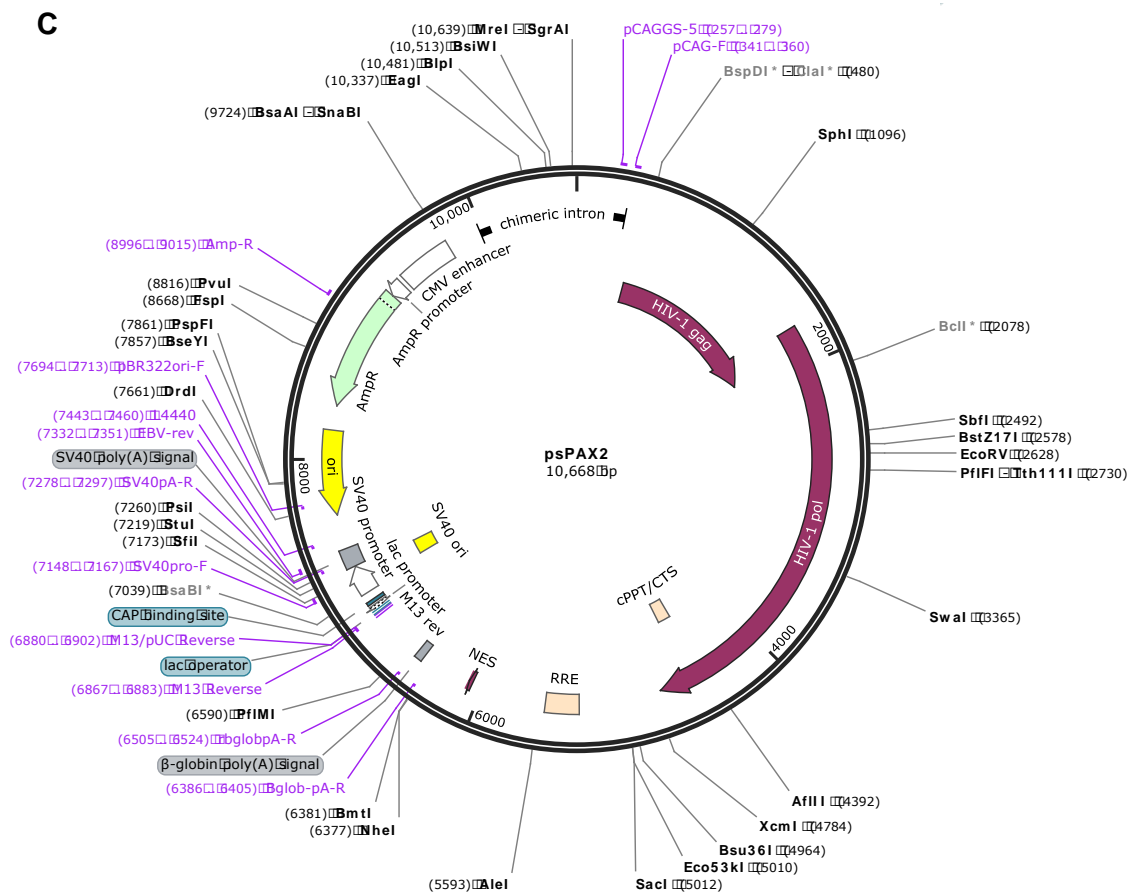 C
(10,639) MreI - SgrAI
(10,513) BsiWI
(10,481) BlpI
(10,337) EagI
(9724) BsaAI - SnaBI
pCAGGS-5 (257 .. 279)
pCAG-F (341 .. 360)
BspDI * - ClaI * (480)
SphI (1096)
BclI * (2078)
SbfI (2492)
BstZ17I (2578)
EcoRV (2628)
PflFI - Tth111I (2730)
SwaI (3365)
AflII (4392)
XcmI (4784)
Bsu36I (4964)
Eco53kI (5010)
SacI (5012)
(5593) AleI
(8996 .. 9015) Amp-R
(8816) PvuI
(8668) FspI
(7861) PspFI
(7857) BseYI
(7694 .. 7713) pBR322ori-F
(7661) DrdI
(7443 .. 7460) L4440
(7332 .. 7351) EBV-rev
SV40 poly(A) signal
(7278 .. 7297) SV40pA-R
(7260) PsiI
(7219) StuI
(7173) SfiI
(7148 .. 7167) SV40pro-F
(7039) BsaBI *
CAP binding site
(6880 .. 6902) M13/pUC Reverse
lac operator
(6867 .. 6883) M13 Reverse
(6590) PflMI
(6505 .. 6524) rbglobpA-R
β-globin poly(A) signal
(6386 .. 6405) Bglob-pA-R
(6381) BmtI
(6377) NheI
10,000
2000
4000
6000
8000
chimeric intron
CMV enhancer
AmpR promoter
AmpR
ori
SV40 promoter
SV40 ori
lac promoter
M13 rev
NES
RRE
cPPT/CTS
HIV-1 gag
HIV-1 pol
psPAX2
10,668 bp